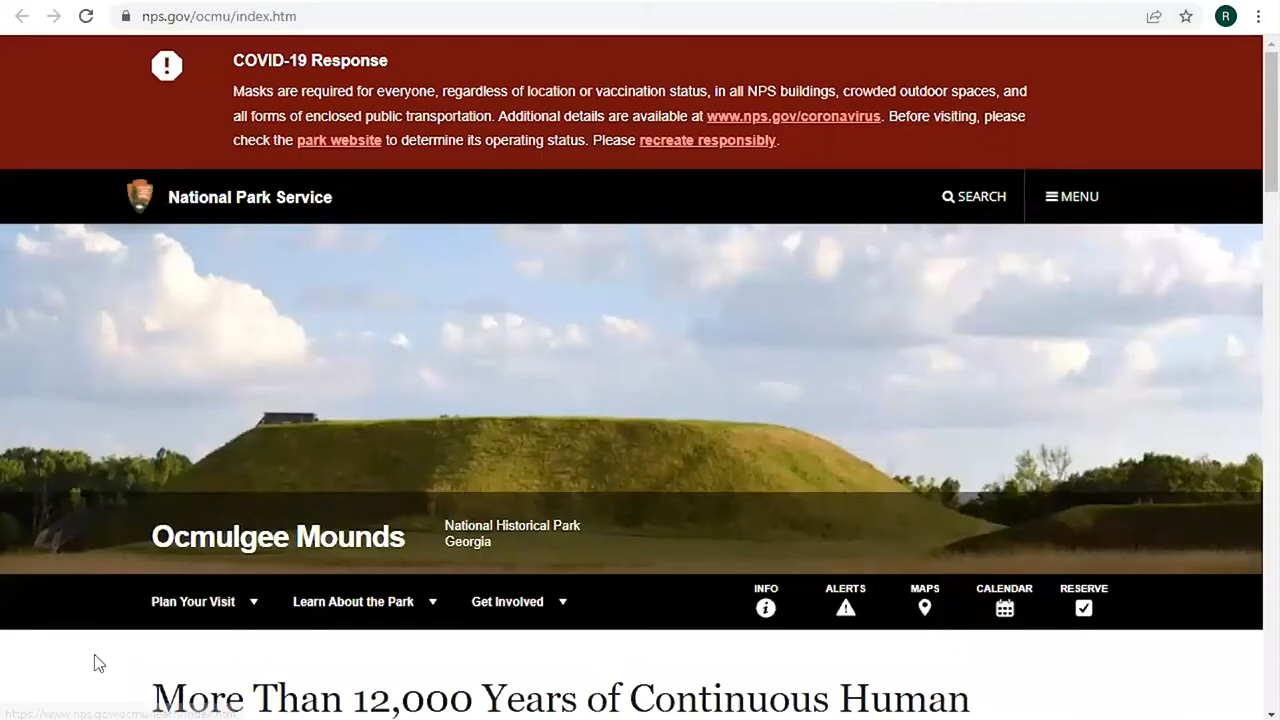 nps.gov/ocmu/index.htm
R
COVID-19 Response
Masks are required for everyone, regardless of location or vaccination status, in all NPS buildings, crowded outdoor spaces, and
all forms of enclosed public transportation. Additional details are available at www.nps.gov/coronavirus. Before visiting, please
check the park website to determine its operating status. Please recreate responsibly.
National Park Service
SEARCH
MENU
Ocmulgee Mounds
National Historical Park
Georgia
Plan Your Visit
Learn About the Park
Get Involved
INFO
ALERTS
MAPS
CALENDAR
RESERVE
More Than 12,000 Years of Continuous Human
https://www.nps.gov/ocmu/learn/index.htm